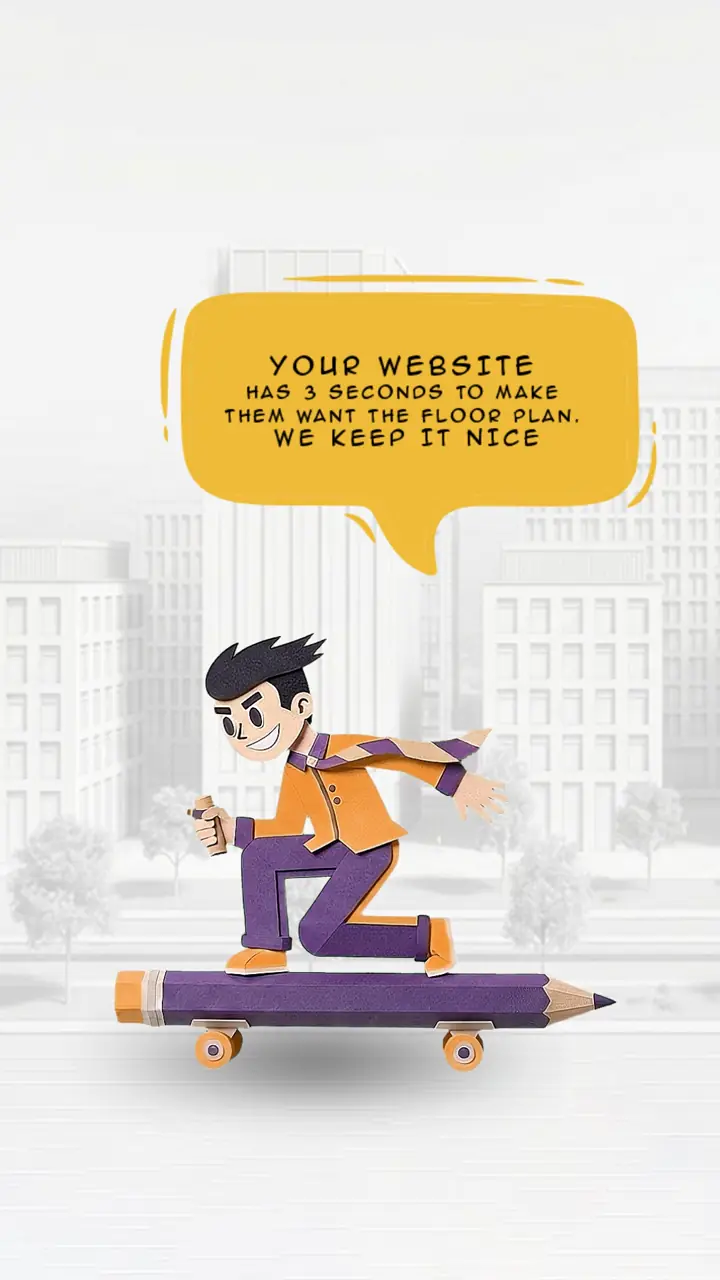 YOUR WEBSITE
HAS 3 SECONDS TO MAKE
THEM WANT THE FLOOR PLAN.
WE KEEP IT NICE